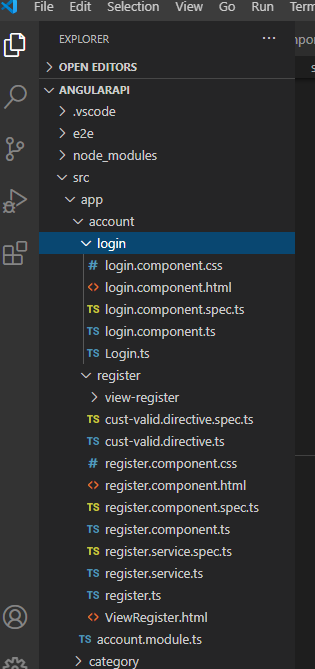 File Edit Selection View Go Run Term
EXPLORER ...
OPEN EDITORS
ANGULARAPI
.vscode
e2e
node_modules
src
app
account
login
# login.component.css
<> login.component.html
TS login.component.spec.ts
TS login.component.ts
TS Login.ts
register
view-register
TS cust-valid.directive.spec.ts
TS cust-valid.directive.ts
# register.component.css
<> register.component.html
TS register.component.spec.ts
TS register.component.ts
TS register.service.spec.ts
TS register.service.ts
TS register.ts
<> ViewRegister.html
TS account.module.ts
category